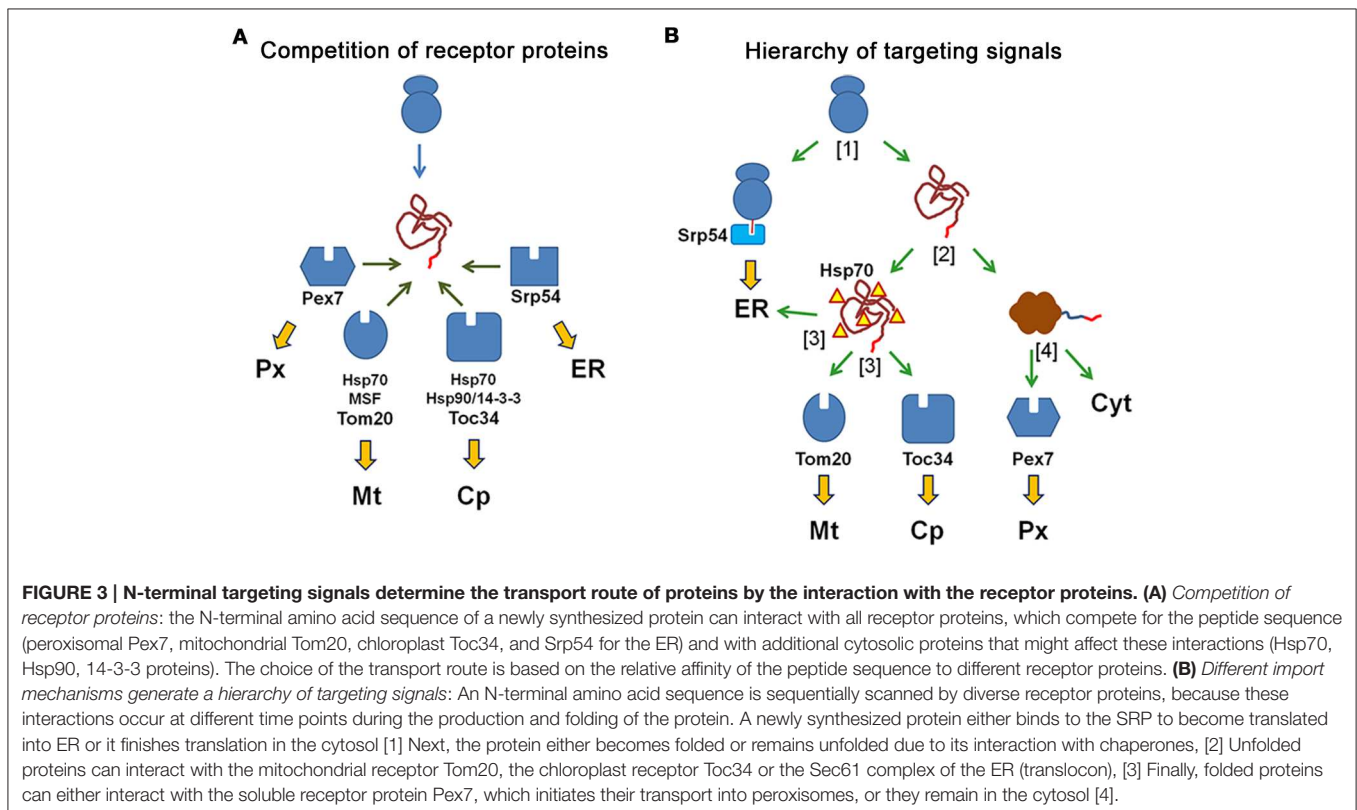 A
Competition of receptor proteins
Pex7
Srp54
Px
ER
Hsp70
MSF
Tom20
Hsp70
Hsp90/14-3-3
Toc34
Mt
Cp
B
Hierarchy of targeting signals
[1]
Srp54
[2]
Hsp70
ER
[3]
[3]
[4]
Cyt
Tom20
Toc34
Pex7
Mt
Cp
Px
FIGURE 3 | N-terminal targeting signals determine the transport route of proteins by the interaction with the receptor proteins. (A) Competition of
receptor proteins: the N-terminal amino acid sequence of a newly synthesized protein can interact with all receptor proteins, which compete for the peptide sequence
(peroxisomal Pex7, mitochondrial Tom20, chloroplast Toc34, and Srp54 for the ER) and with additional cytosolic proteins that might affect these interactions (Hsp70,
Hsp90, 14-3-3 proteins). The choice of the transport route is based on the relative affinity of the peptide sequence to different receptor proteins. (B) Different import
mechanisms generate a hierarchy of targeting signals: An N-terminal amino acid sequence is sequentially scanned by diverse receptor proteins, because these
interactions occur at different time points during the production and folding of the protein. A newly synthesized protein either binds to the SRP to become translated
into ER or it finishes translation in the cytosol [1] Next, the protein either becomes folded or remains unfolded due to its interaction with chaperones, [2] Unfolded
proteins can interact with the mitochondrial receptor Tom20, the chloroplast receptor Toc34 or the Sec61 complex of the ER (translocon), [3] Finally, folded proteins
can either interact with the soluble receptor protein Pex7, which initiates their transport into peroxisomes, or they remain in the cytosol [4].